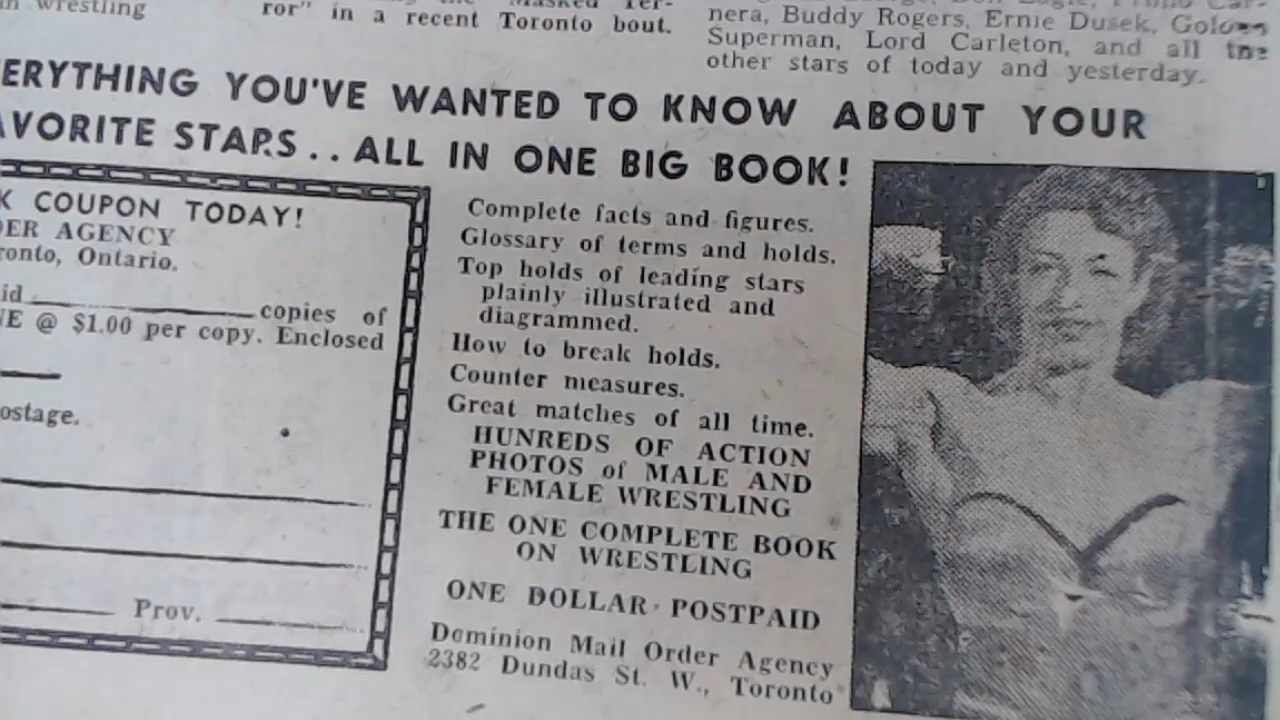 wrestling
ror" in a recent Toronto bout.
nera, Buddy Rogers, Ernie Dusek,
Superman, Lord Carleton, and all the
other stars of today and yesterday.
ERYTHING YOU'VE WANTED TO KNOW ABOUT YOUR
AVORITE STARS.. ALL IN ONE BIG BOOK!
K COUPON TODAY!
DER AGENCY
ronto, Ontario.
id copies of
NE @ $1.00 per copy. Enclosed
ostage.
Prov.
Complete facts and figures.
Glossary of terms and holds.
Top holds of leading stars
plainly illustrated and
diagrammed.
How to break holds.
Counter measures.
Great matches of all time.
HUNREDS OF ACTION
PHOTOS of MALE AND
FEMALE WRESTLING
THE ONE COMPLETE BOOK
ON WRESTLING
ONE DOLLAR POSTPAID
Dominion Mail Order Agency
2382 Dundas St. W., Toronto